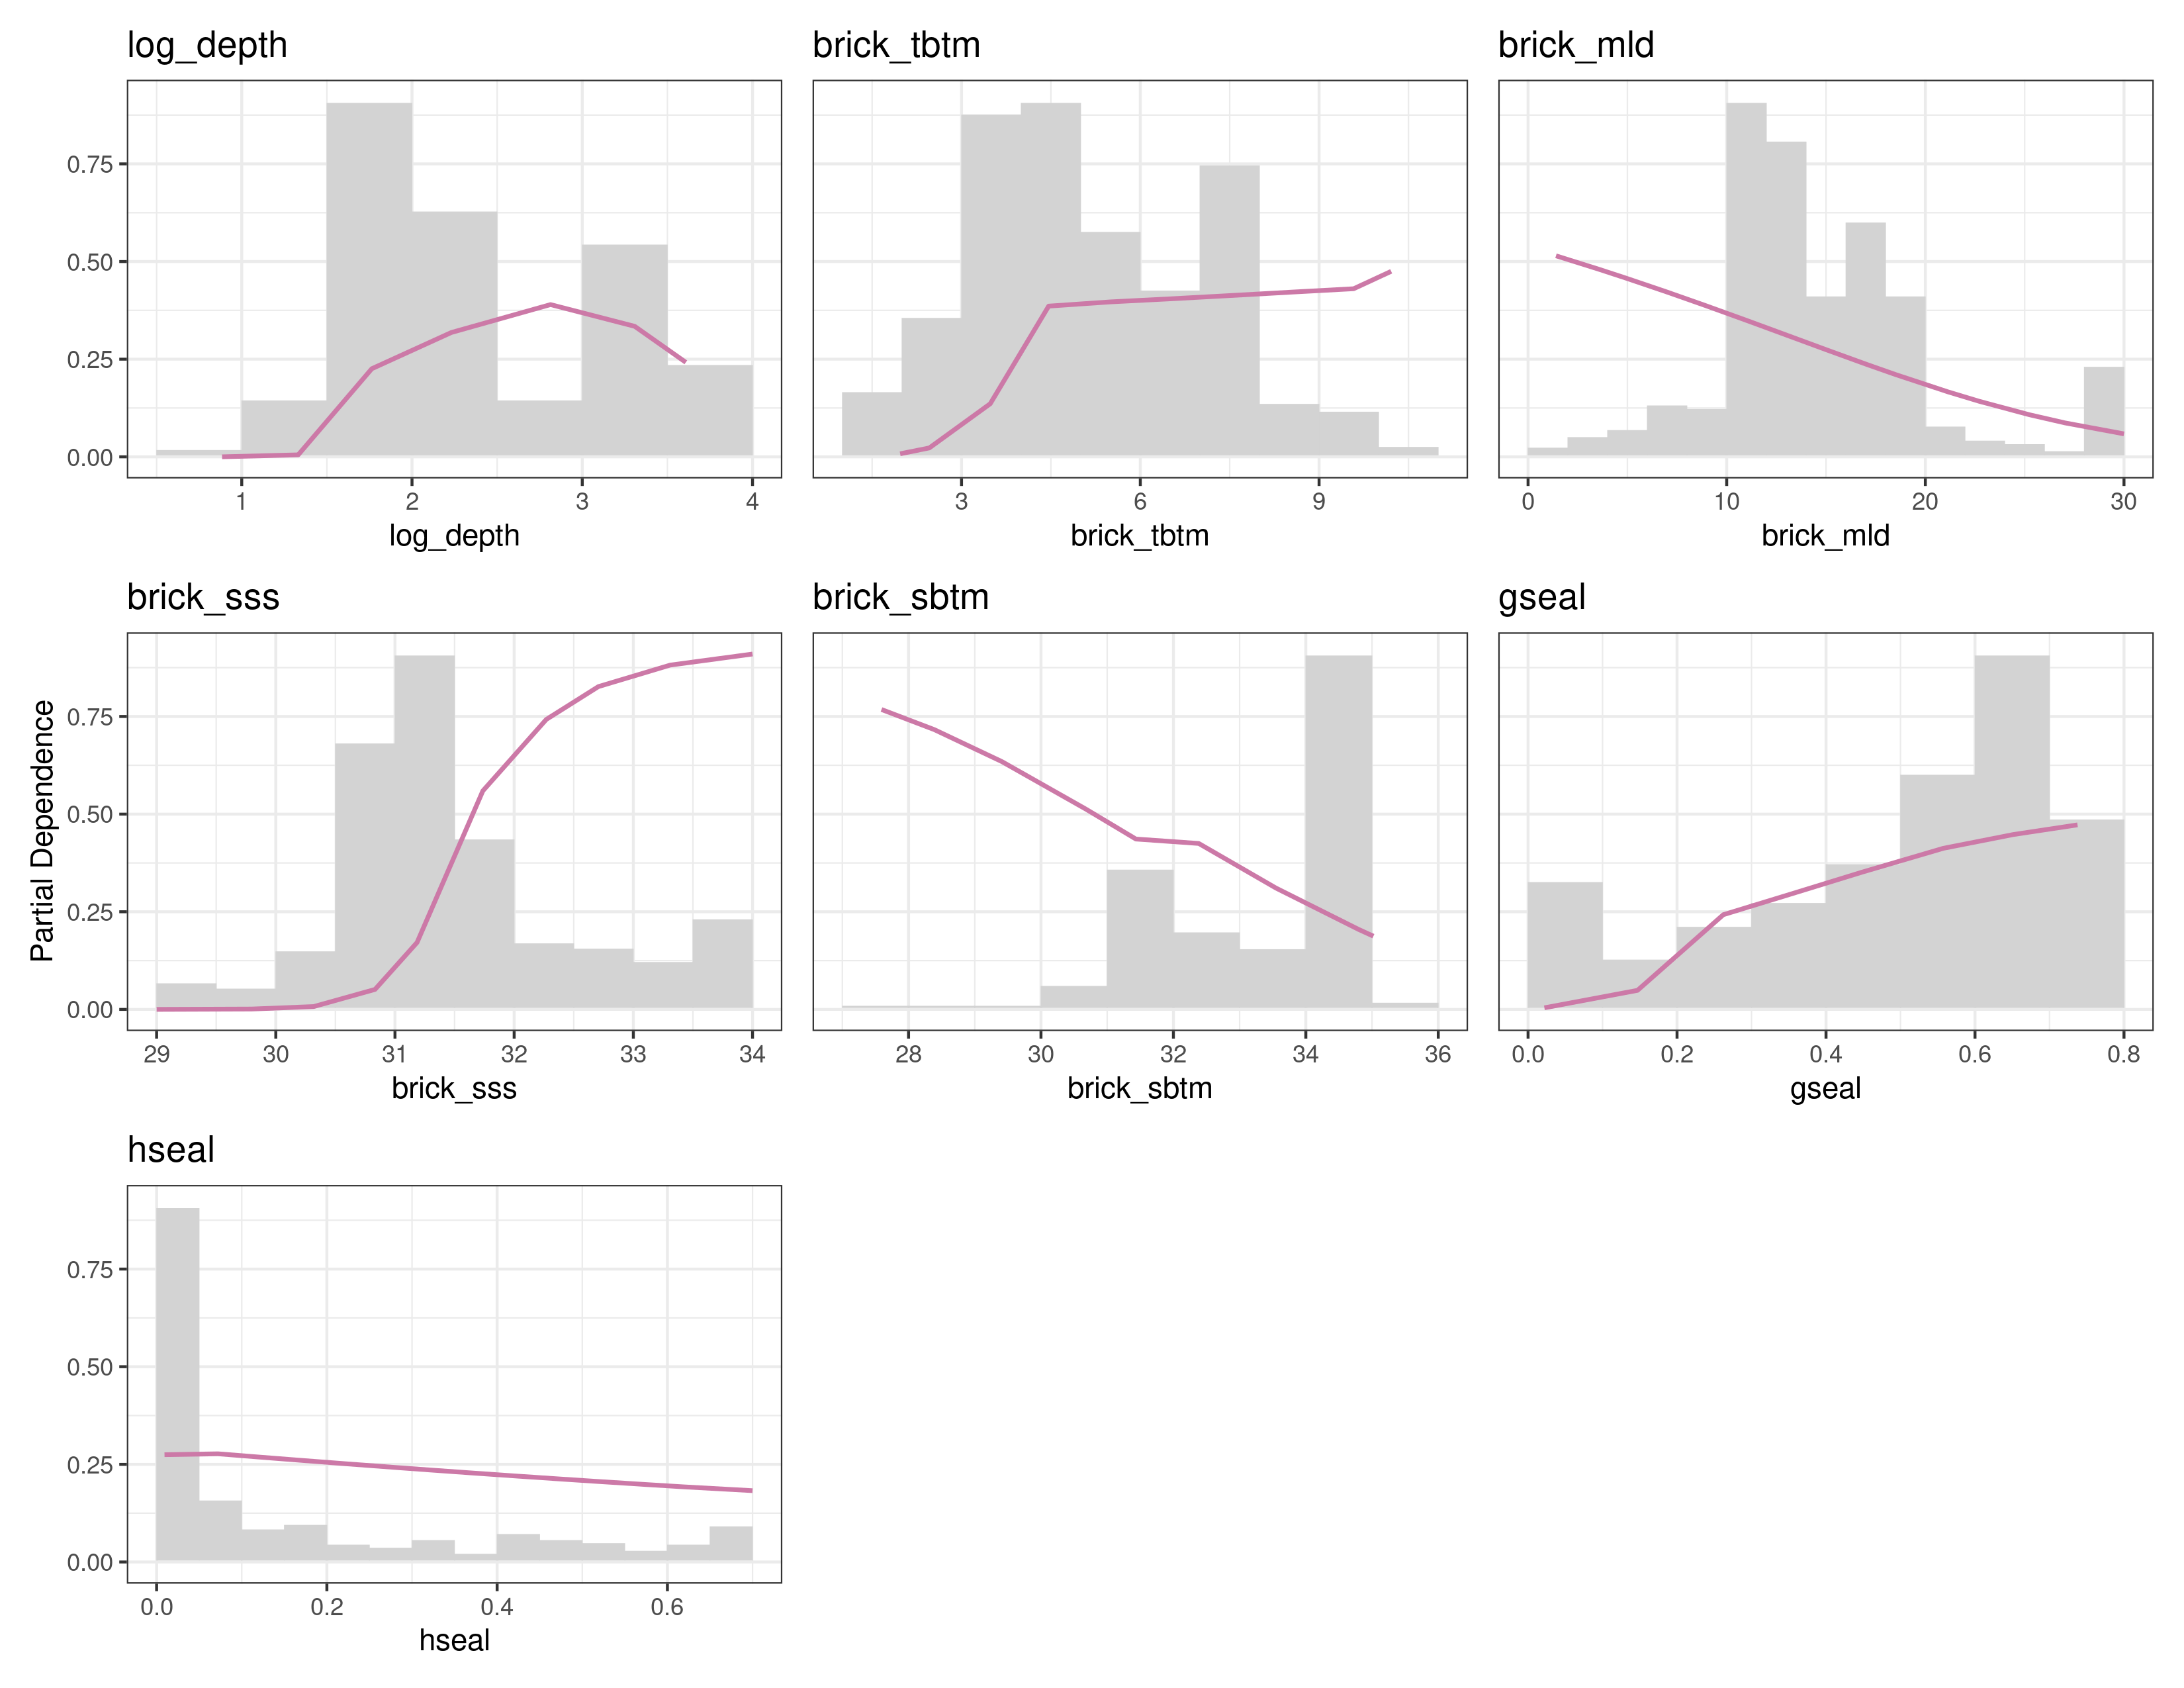 log_depth brick_tbtm brick_mld
0.75
0.50
0.25
0.00
1 2 3 4 3 6 9 0 10 20 30
log_depth brick_tbtm brick_mld
brick_sss brick_sbtm gseal
Partial Dependence
0.75
0.50
0.25
0.00
29 30 31 32 33 34 28 30 32 34 36 0.0 0.2 0.4 0.6 0.8
brick_sss brick_sbtm gseal
hseal
0.75
0.50
0.25
0.00
0.0 0.2 0.4 0.6
hseal